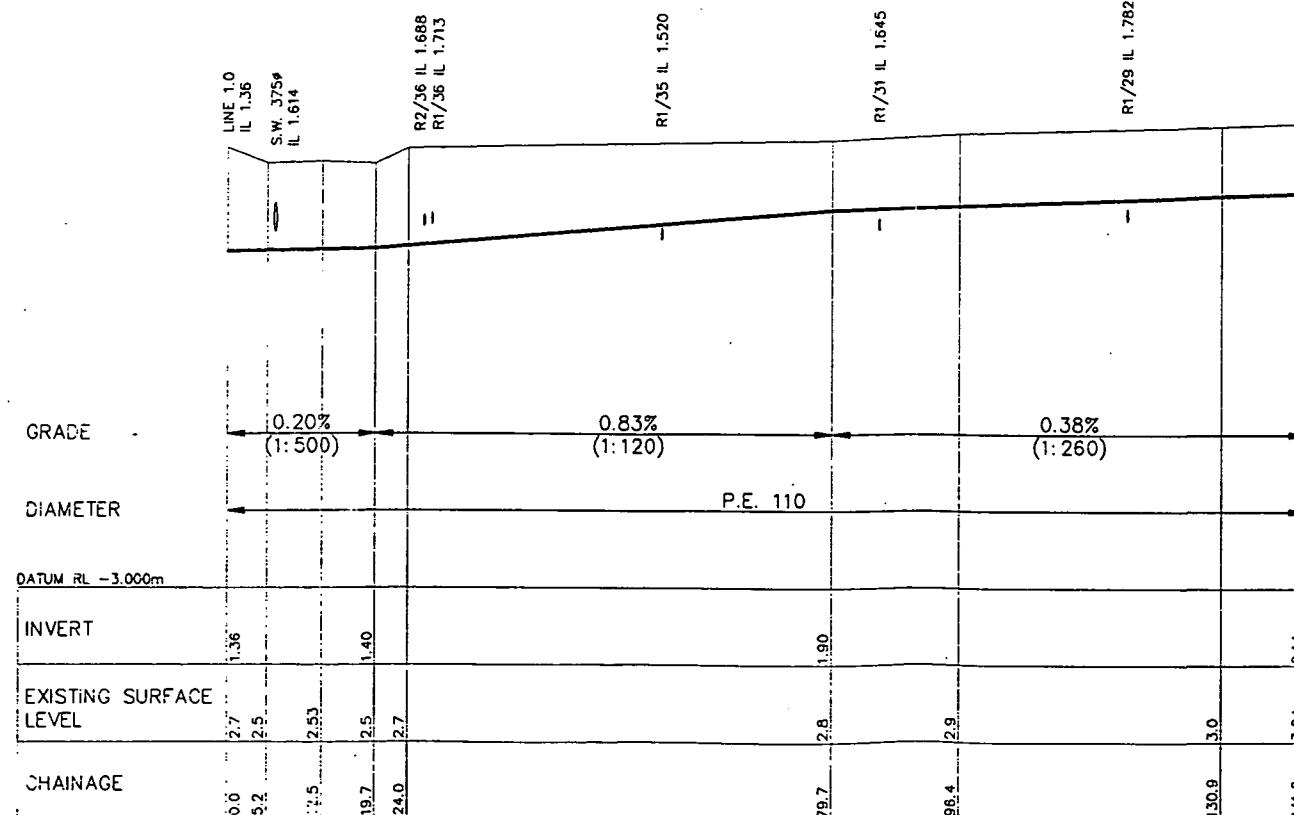 LINE 1.0
IL 1.36
S.W. 375ø
IL 1.614
R2/36 IL 1.688
R1/36 IL 1.713
R1/35 IL 1.520
R1/31 IL 1.645
R1/29 IL 1.782
GRADE
0.20%
(1:500)
0.83%
(1:120)
0.38%
(1:260)
DIAMETER
P.E. 110
DATUM RL -3.000m
INVERT
1.36
1.40
1.90
EXISTING SURFACE
LEVEL
2.7
2.5
2.53
2.5
2.7
2.8
2.9
3.0
CHAINAGE
0.0
5.2
12.5
19.7
24.0
79.7
96.4
130.9